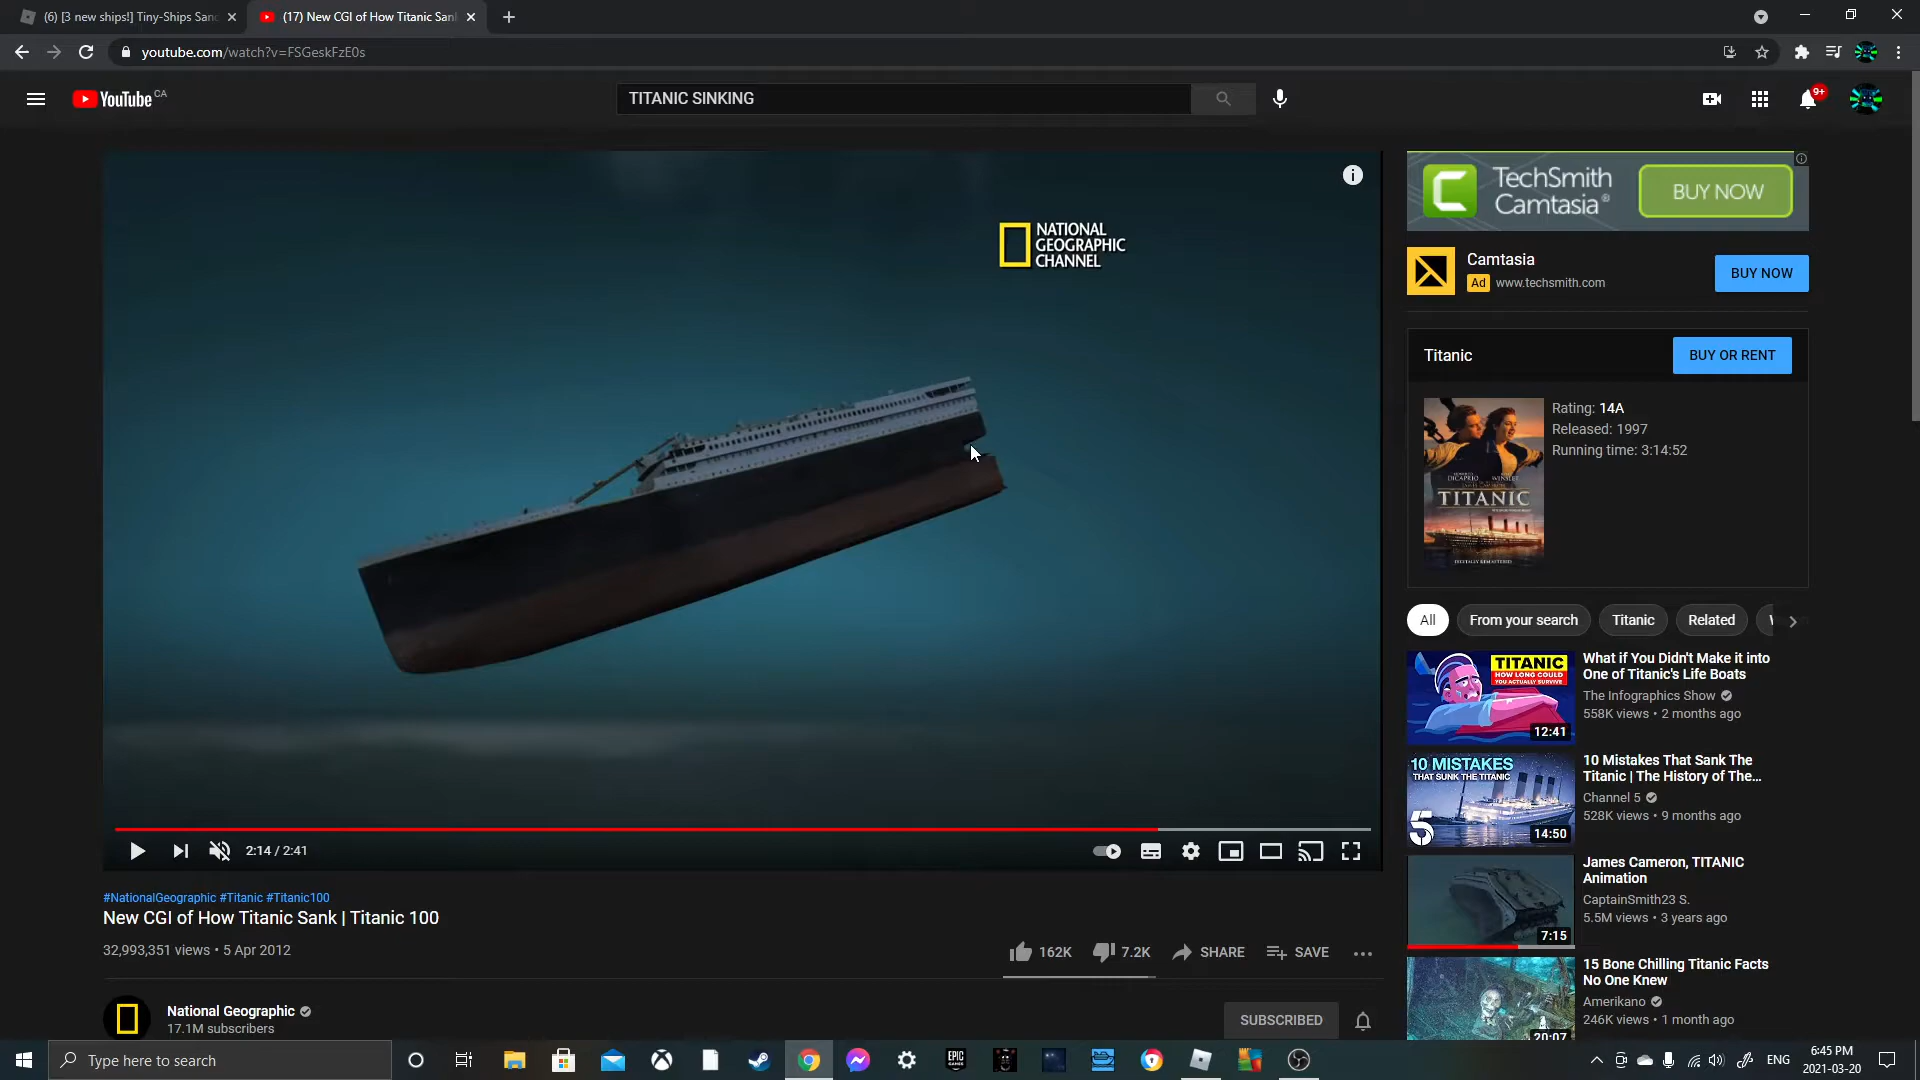 (6) [3 new ships!] Tiny-Ships Sanc
(17) New CGI of How Titanic San
youtube.com/watch?v=FSGeskFzE0s
YouTube CA
TITANIC SINKING
9+
NATIONAL
GEOGRAPHIC
CHANNEL
TechSmith
Camtasia®
BUY NOW
Camtasia
Ad www.techsmith.com
BUY NOW
Titanic
BUY OR RENT
Rating: 14A
Released: 1997
Running time: 3:14:52
DICAPRIO WINSLET
TITANIC
All
From your search
Titanic
Related
TITANIC
HOW LONG COULD
YOU ACTUALLY SURVIVE
12:41
What if You Didn't Make it into
One of Titanic's Life Boats
The Infographics Show
558K views • 2 months ago
10 MISTAKES
THAT SUNK THE TITANIC
5
14:50
10 Mistakes That Sank The
Titanic | The History of The...
Channel 5
528K views • 9 months ago
7:15
James Cameron, TITANIC
Animation
CaptainSmith23 S.
5.5M views • 3 years ago
20:07
15 Bone Chilling Titanic Facts
No One Knew
Amerikano
246K views • 1 month ago
2:14 / 2:41
#NationalGeographic #Titanic #Titanic100
New CGI of How Titanic Sank | Titanic 100
32,993,351 views • 5 Apr 2012
162K
7.2K
SHARE
SAVE
National Geographic
17.1M subscribers
SUBSCRIBED
Type here to search
EPIC
GAMES
ENG
6:45 PM
2021-03-20